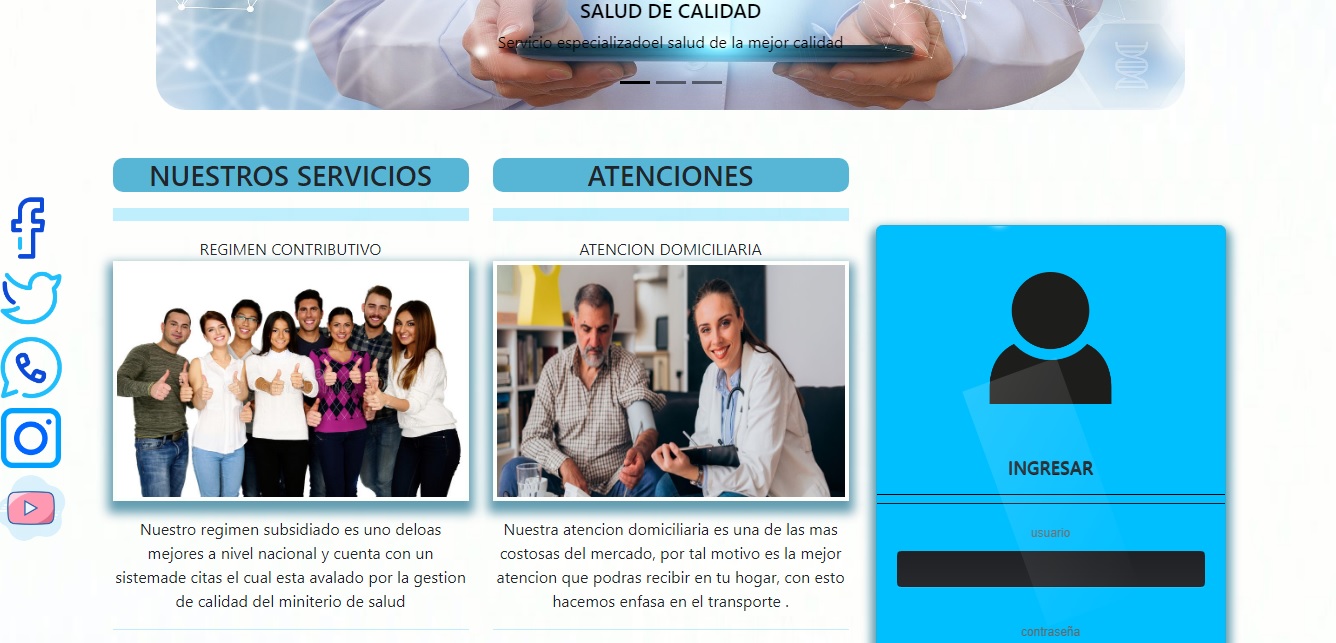 SALUD DE CALIDAD
Servicio especializadoel salud de la mejor calidad
NUESTROS SERVICIOS
REGIMEN CONTRIBUTIVO
Nuestro regimen subsidiado es uno deloas
mejores a nivel nacional y cuenta con un
sistemade citas el cual esta avalado por la gestion
de calidad del miniterio de salud
ATENCIONES
ATENCION DOMICILIARIA
Nuestra atencion domiciliaria es una de las mas
costosas del mercado, por tal motivo es la mejor
atencion que podras recibir en tu hogar, con esto
hacemos enfasa en el transporte .
INGRESAR
usuario
contraseña